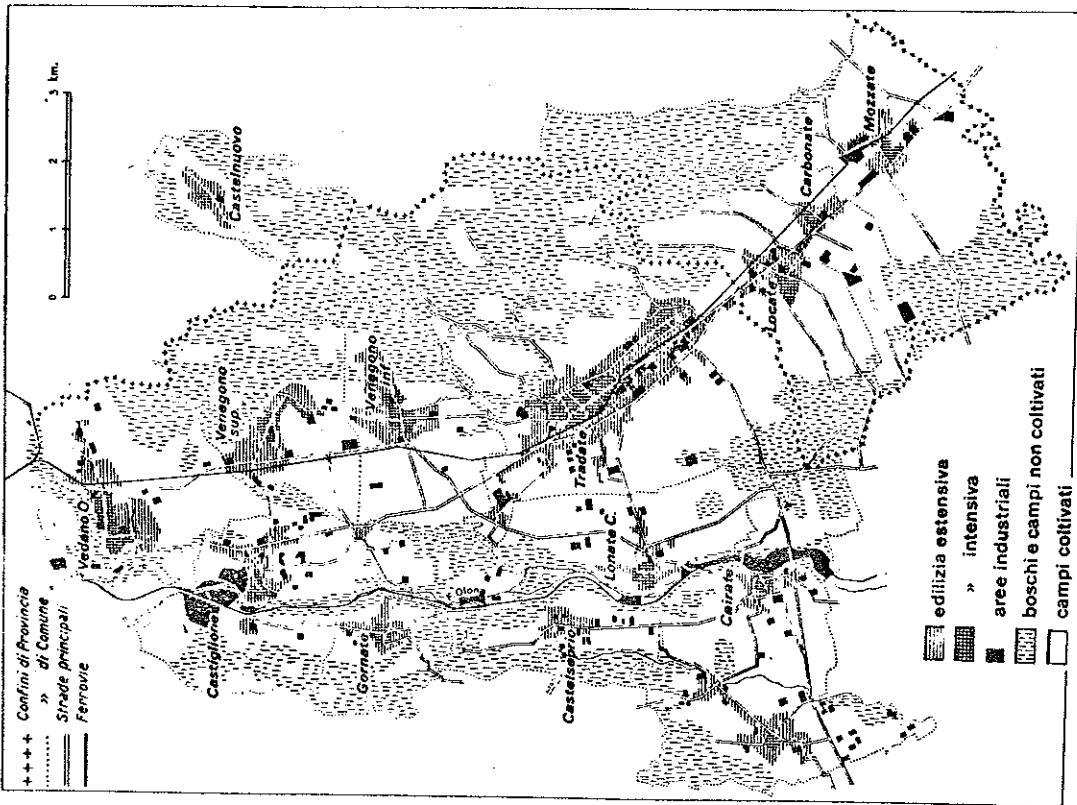 ++++ Confini di Provincia
........ » di Comune
Strade principali
Ferrovie
0 1 2 3 km.
Castelnuovo
Vedano O.
Venegono
sup.
Venegono
inf.
Castiglione
Gornato
F. Olona
Tradate
Lonate C.
Castelseprio
Cairate
Locate
Carbonate
Mozzate
edilizia estensiva
» intensiva
aree industriali
boschi e campi non coltivati
campi coltivati